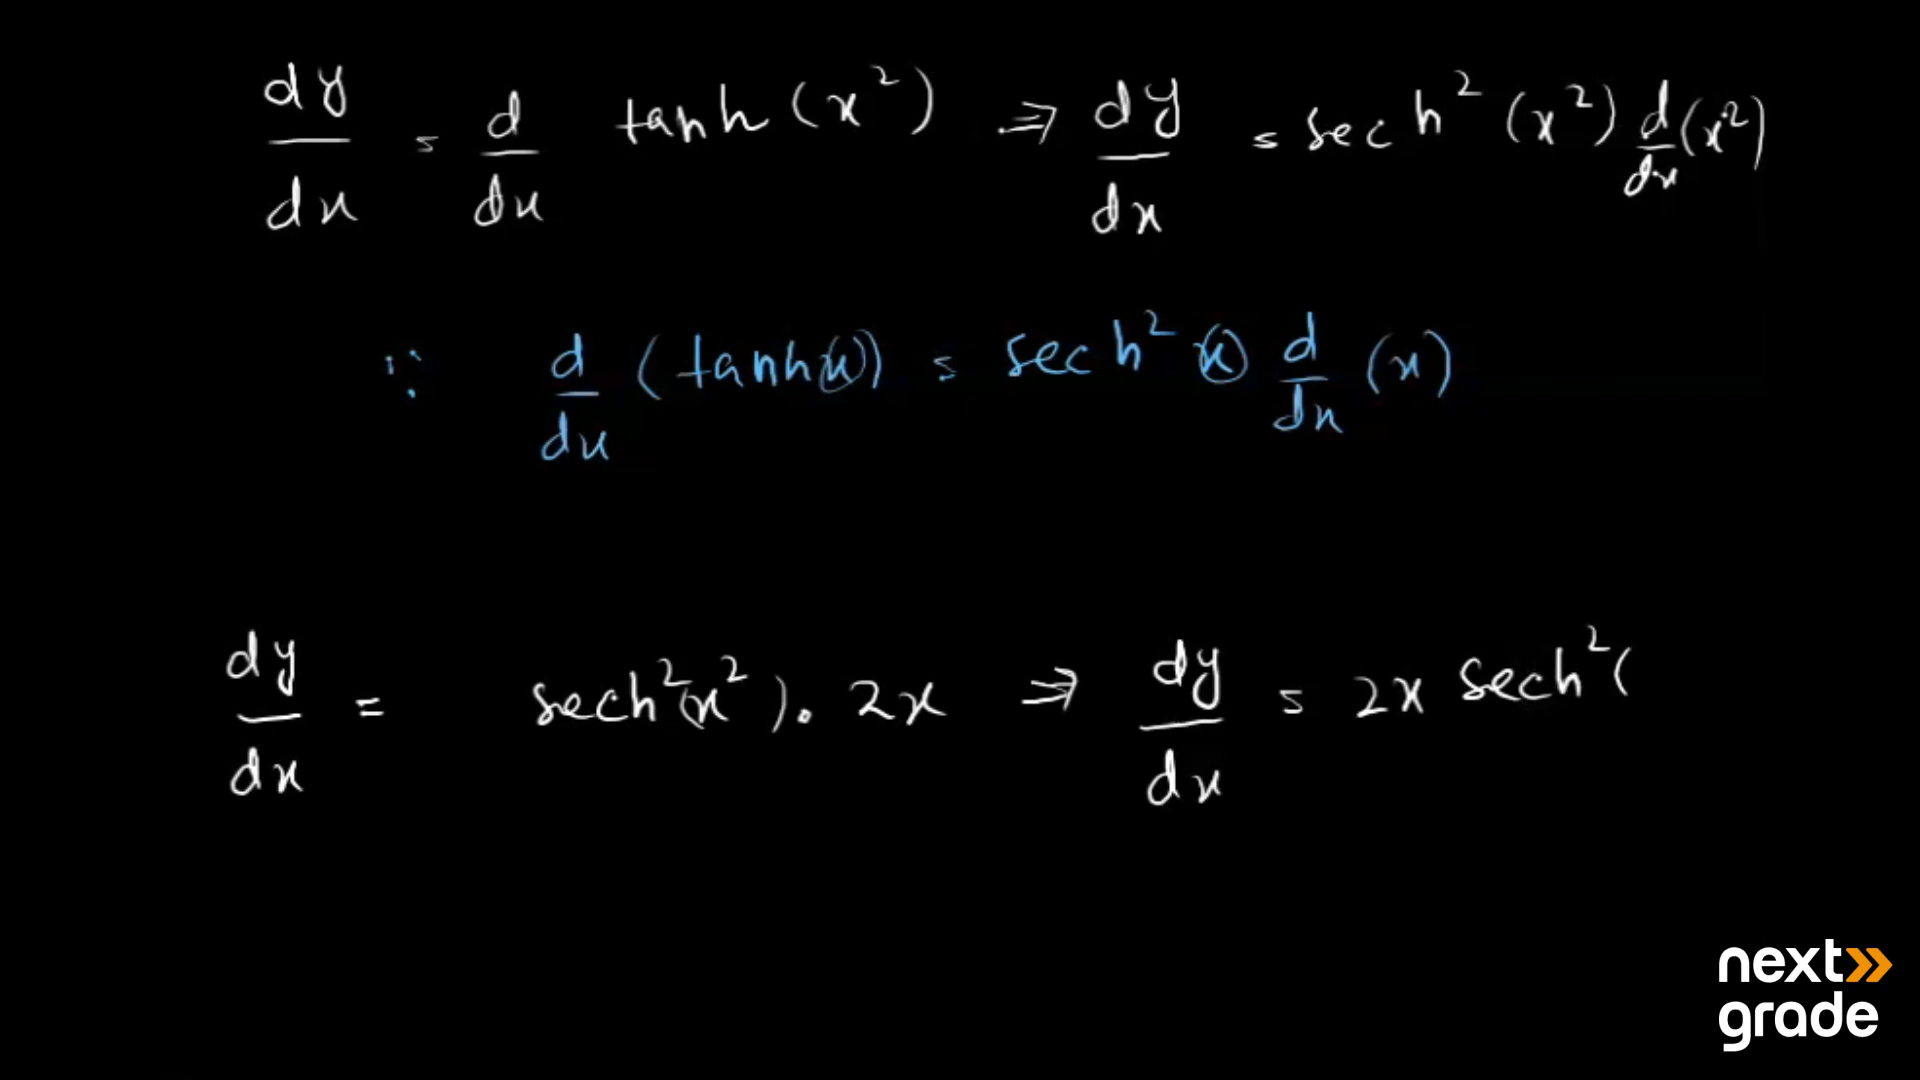 dy/dx = d/dx tanh(x²) ⇒ dy/dx = sech²(x²) d/dx(x²)
∵ d/dx (tanh(x)) = sech²(x) d/dx (x)
dy/dx = sech²(x²). 2x ⇒ dy/dx = 2x sech²(
next»
grade